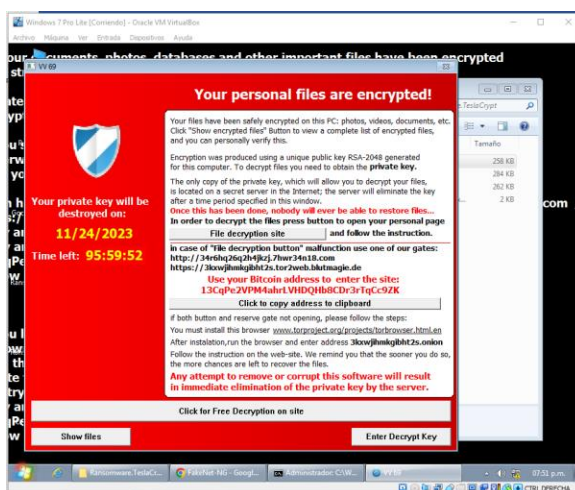 Windows 7 Pro Lite [Corriendo] - Oracle VM VirtualBox
Archivo Máquina Ver Entrada Dispositivos Ayuda
documents, photos, databases and other important files have been encrypted
VV 69
Your personal files are encrypted!
Your files have been safely encrypted on this PC: photos, videos, documents, etc.
Click "Show encrypted files" Button to view a complete list of encrypted files,
and you can personally verify this.
Encryption was produced using a unique public key RSA-2048 generated
for this computer. To decrypt files you need to obtain the private key.
The only copy of the private key, which will allow you to decrypt your files,
is located on a secret server in the Internet; the server will eliminate the key
after a time period specified in this window.
Once this has been done, nobody will ever be able to restore files...
In order to decrypt the files press button to open your personal page
File decryption site and follow the instruction.
in case of "File decryption button" malfunction use one of our gates:
http://34r6hq26q2h4jkzj.7hwr34n18.com
https://3kxwjihmkgibht2s.tor2web.blutmagie.de
Use your Bitcoin address to enter the site:
13CqPe2VPM4ahrLVHDQHb8CDr3rTqCc9ZK
Click to copy address to clipboard
if both button and reserve gate not opening, please follow the steps:
You must install this browser www.torproject.org/projects/torbrowser.html.en
After instalation,run the browser and enter address 3kxwjihmkgibht2s.onion
Follow the instruction on the web-site. We remind you that the sooner you do so,
the more chances are left to recover the files.
Any attempt to remove or corrupt this software will result
in immediate elimination of the private key by the server.
Your private key will be
destroyed on:
11/24/2023
Time left: 95:59:52
Click for Free Decryption on site
Show files
Enter Decrypt Key
.TeslaCrypt
Tamaño
258 KB
284 KB
262 KB
2 KB
com
Ransomware.TeslaCr...
FakeNet-NG - Googl...
Administrador: C:\W...
VV 69
07:51 p.m.
CTRL DERECHA